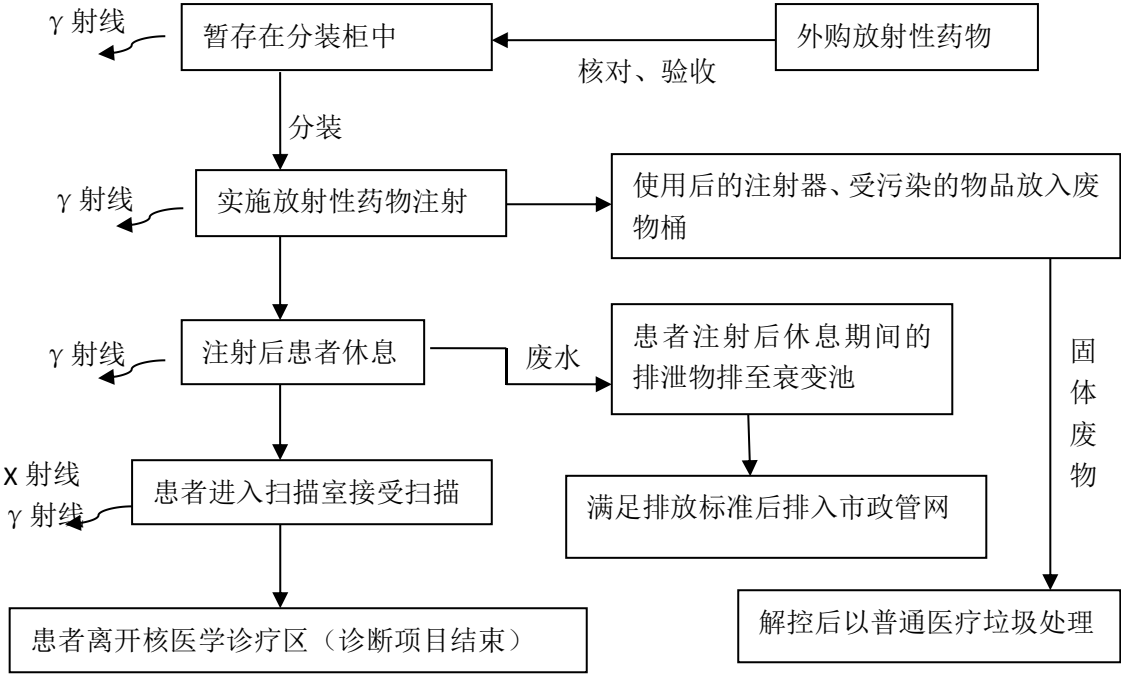 γ 射线
暂存在分装柜中
外购放射性药物
核对、验收
分装
γ 射线
实施放射性药物注射
使用后的注射器、受污染的物品放入废
物桶
γ 射线
注射后患者休息
废水
患者注射后休息期间的
排泄物排至衰变池
固
体
废
物
X 射线
γ 射线
患者进入扫描室接受扫描
满足排放标准后排入市政管网
患者离开核医学诊疗区（诊断项目结束）
解控后以普通医疗垃圾处理